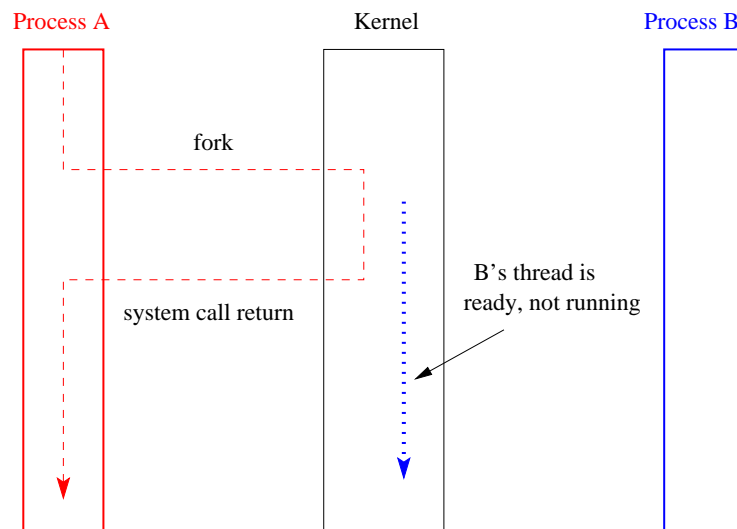 Process A
Kernel
Process B
fork
B’s thread is
ready, not running
system call return